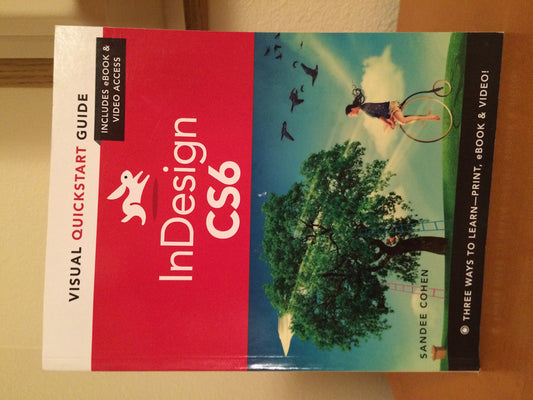 VISUAL QUICKSTART GUIDE
INCLUDES eBOOK &
VIDEO ACCESS
InDesign
CS6
SANDEE COHEN
THREE WAYS TO LEARN—PRINT, eBOOK & VIDEO!